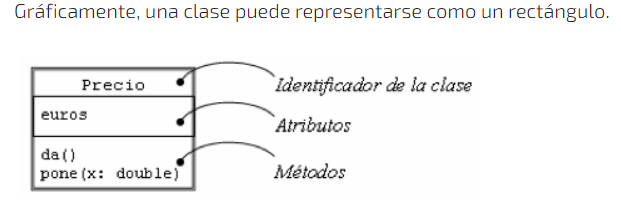 Gráficamente, una clase puede representarse como un rectángulo.
Precio
Identificador de la clase
euros
Atributos
da()
pone(x: double)
Métodos